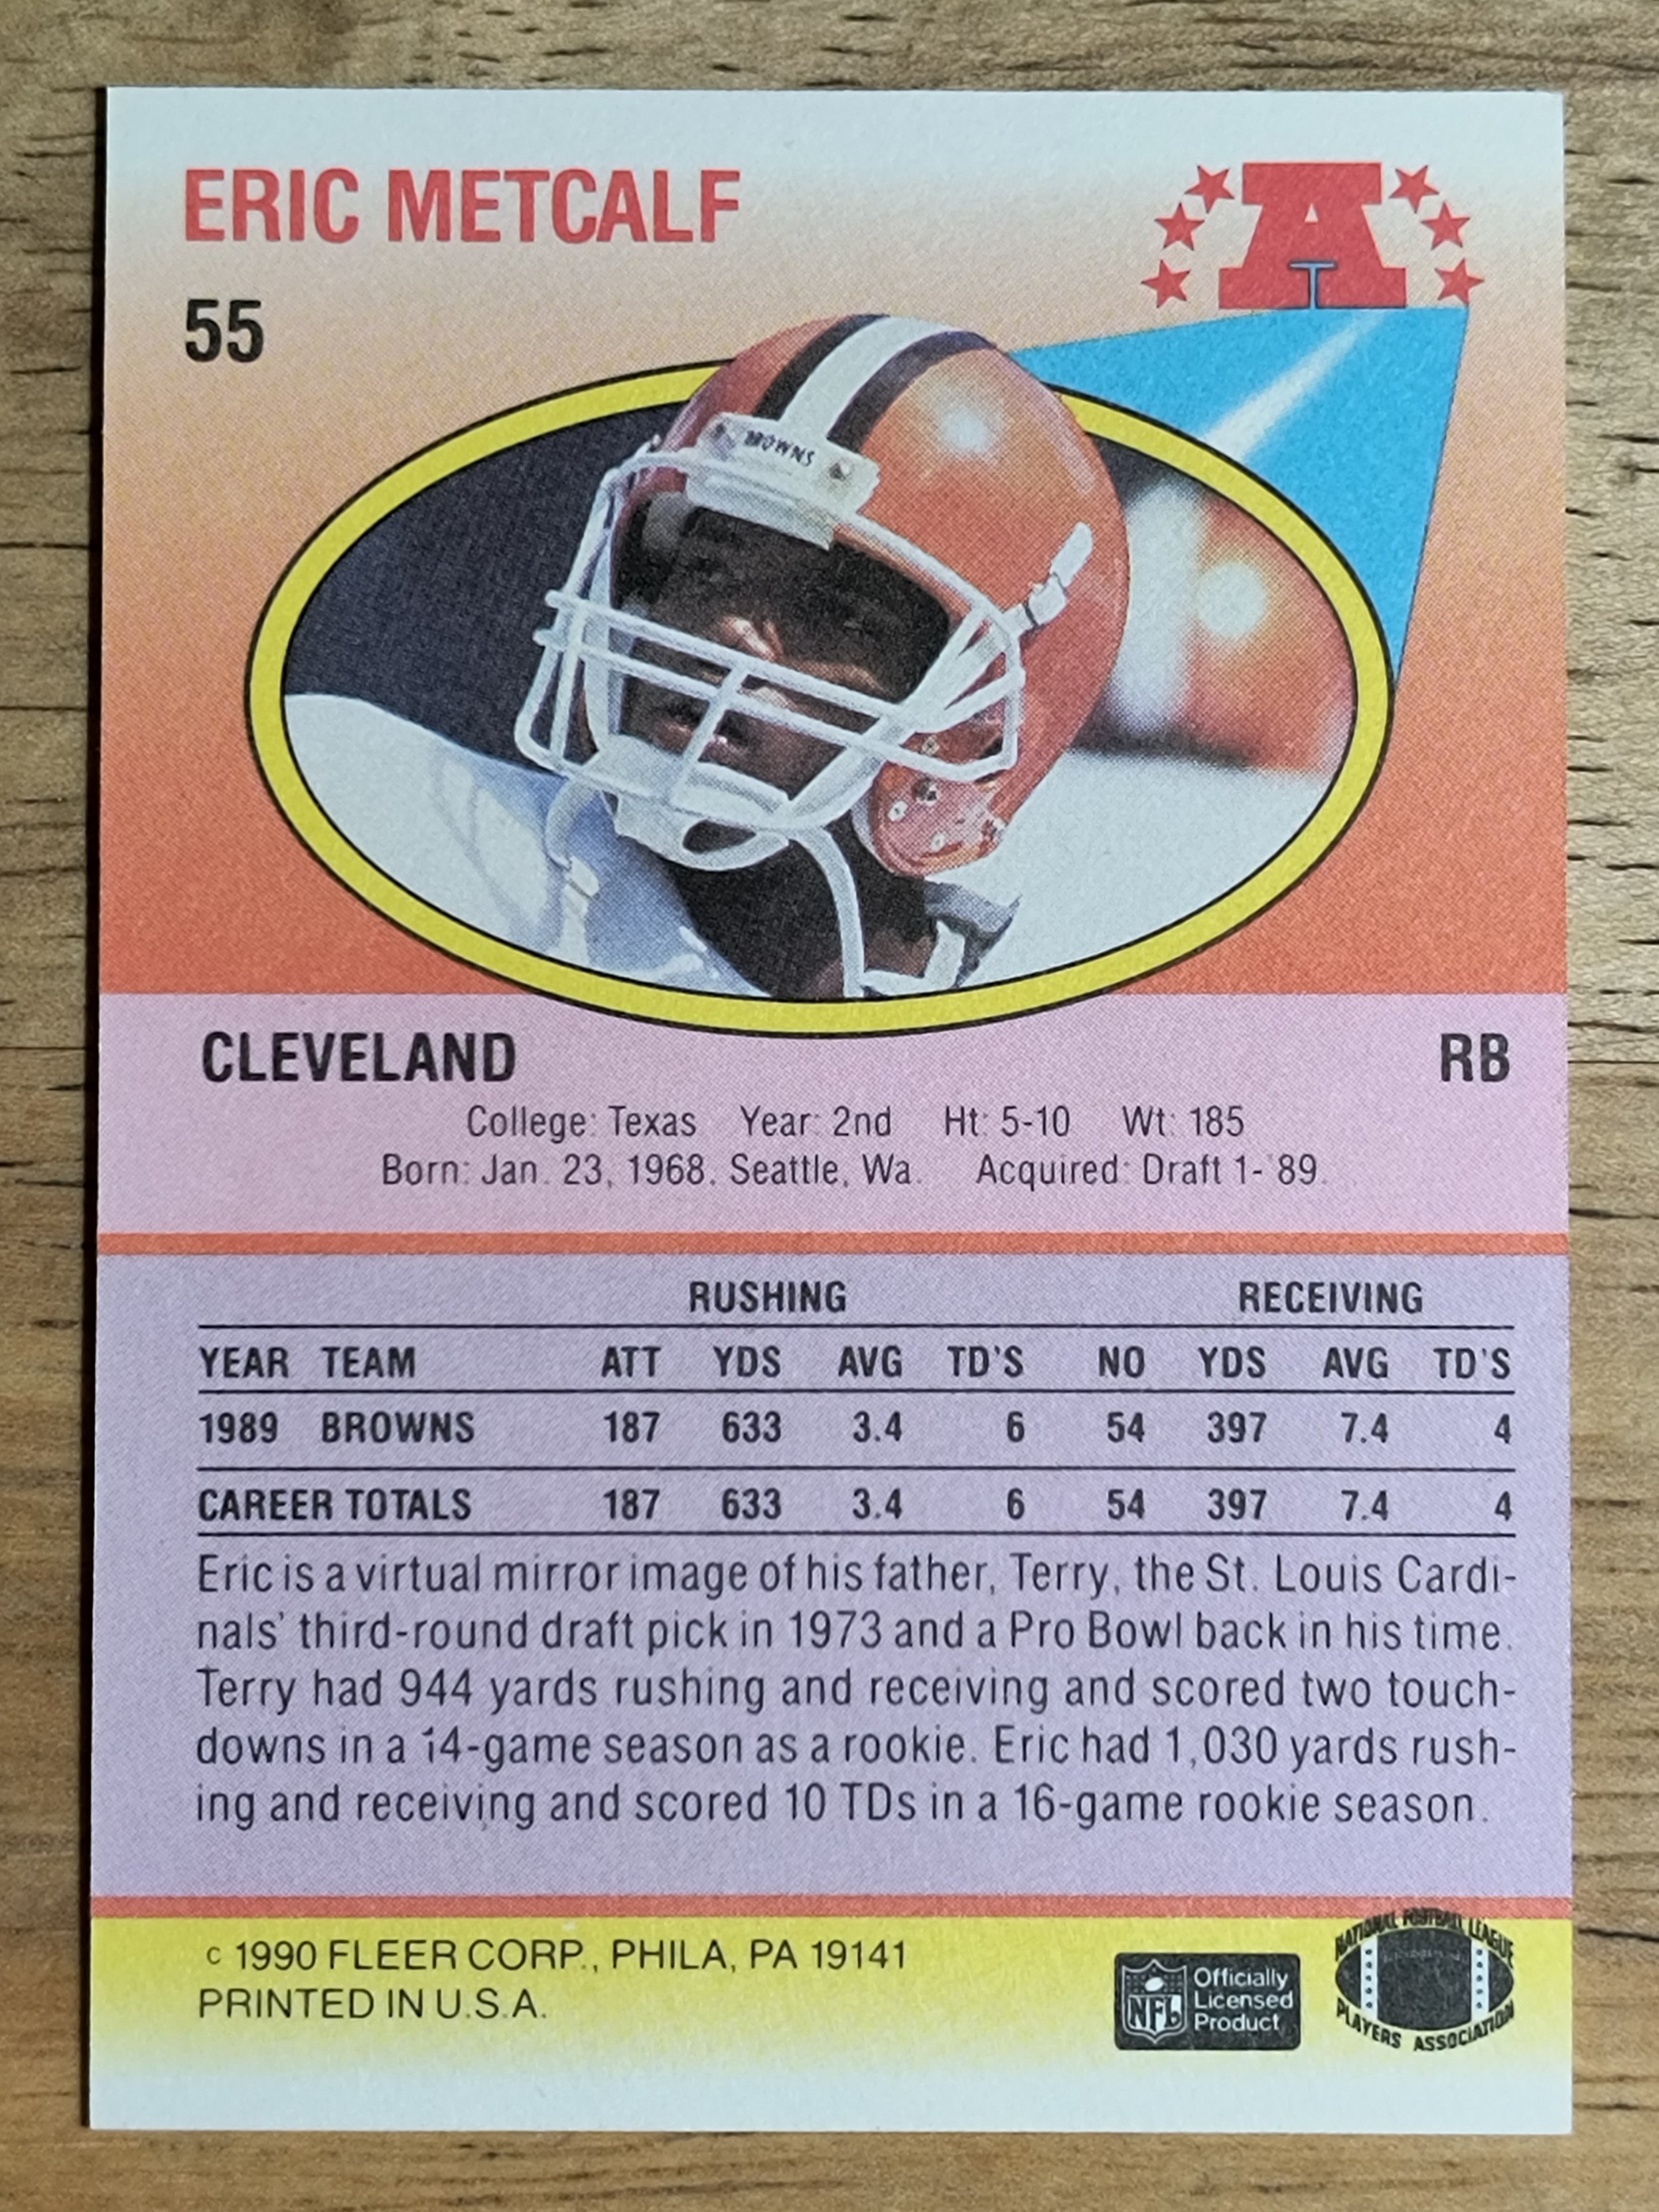 ERIC METCALF
55
A
BROWNS
CLEVELAND RB
College: Texas Year: 2nd Ht: 5-10 Wt: 185
Born: Jan. 23, 1968, Seattle, Wa. Acquired: Draft 1-'89.
RUSHING RECEIVING
YEAR TEAM ATT YDS AVG TD'S NO YDS AVG TD'S
1989 BROWNS 187 633 3.4 6 54 397 7.4 4
CAREER TOTALS 187 633 3.4 6 54 397 7.4 4
Eric is a virtual mirror image of his father, Terry, the St. Louis Cardi-
nals' third-round draft pick in 1973 and a Pro Bowl back in his time.
Terry had 944 yards rushing and receiving and scored two touch-
downs in a 14-game season as a rookie. Eric had 1,030 yards rush-
ing and receiving and scored 10 TDs in a 16-game rookie season.
c 1990 FLEER CORP., PHILA, PA 19141
PRINTED IN U.S.A.
NFL
Officially
Licensed
Product
NATIONAL FOOTBALL LEAGUE
PLAYERS ASSOCIATION